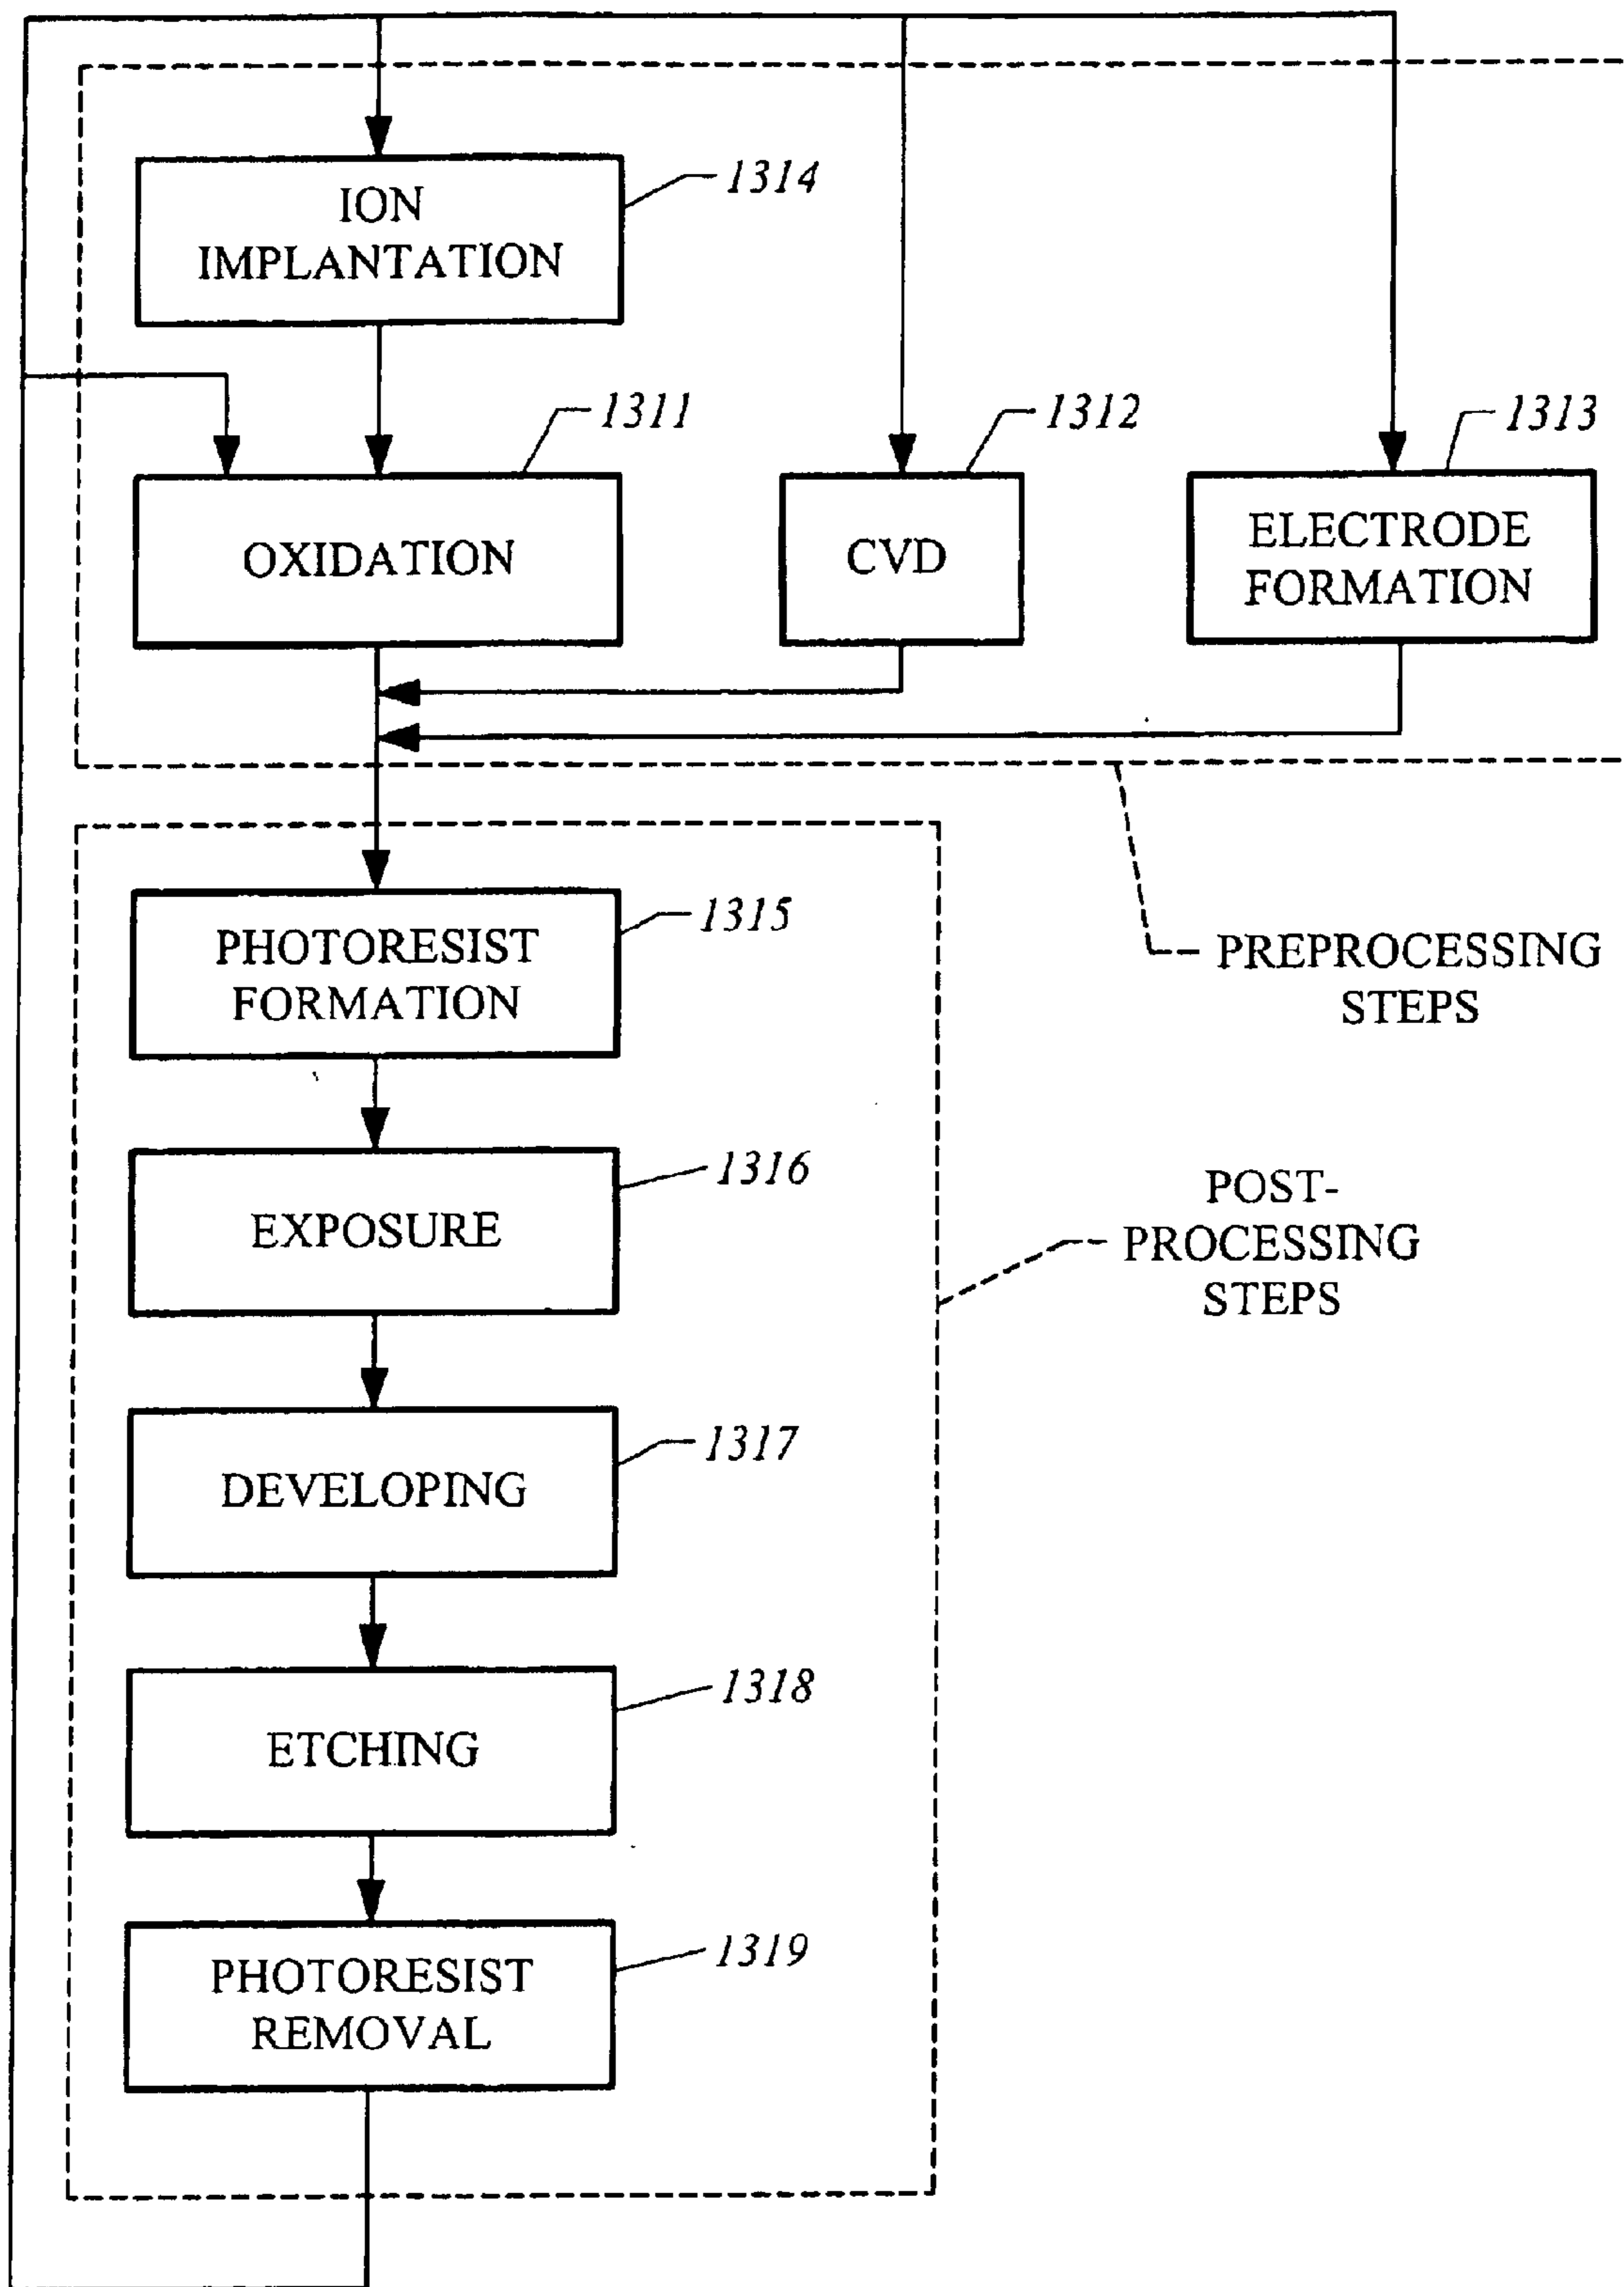 1314
ION
IMPLANTATION
1311
1312
1313
OXIDATION
CVD
ELECTRODE
FORMATION
1315
PHOTORESIST
FORMATION
PREPROCESSING
STEPS
1316
EXPOSURE
POST-
PROCESSING
STEPS
1317
DEVELOPING
1318
ETCHING
1319
PHOTORESIST
REMOVAL